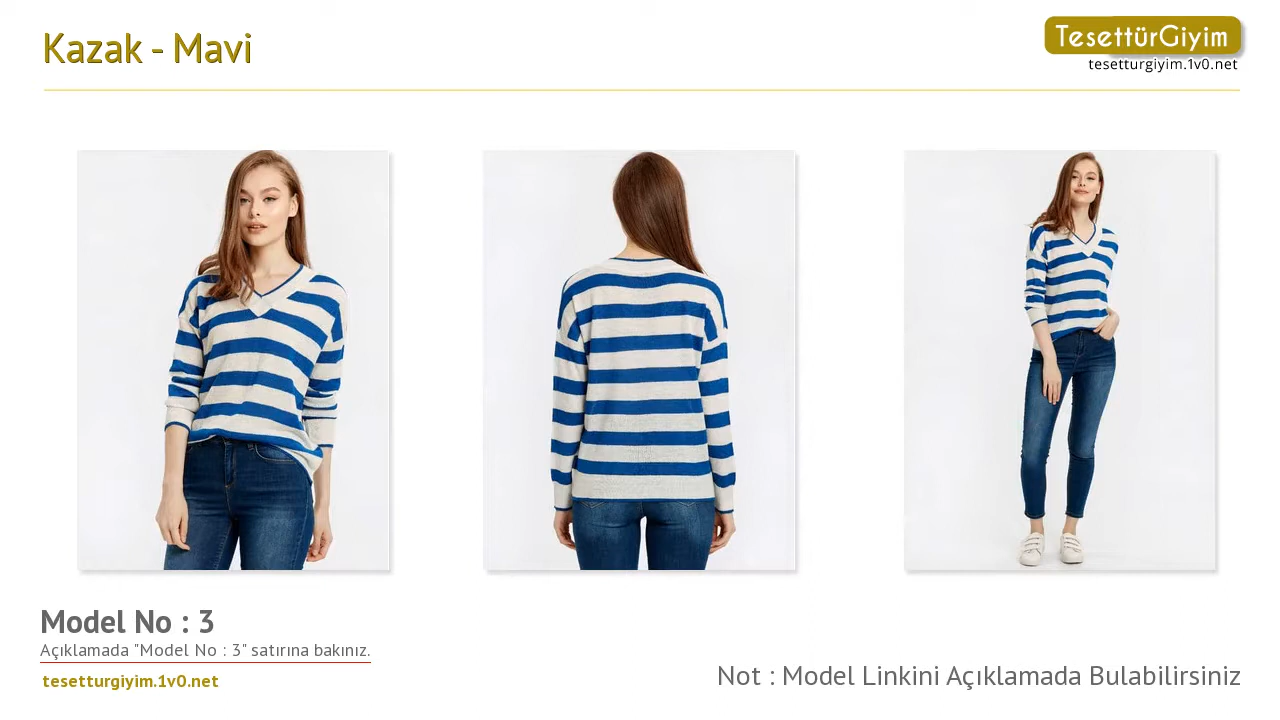 Kazak - Mavi
TesettürGiyim
tesetturgiyim.1v0.net
Model No : 3
Açıklamada "Model No : 3" satırına bakınız.
tesetturgiyim.1v0.net
Not : Model Linkini Açıklamada Bulabilirsiniz